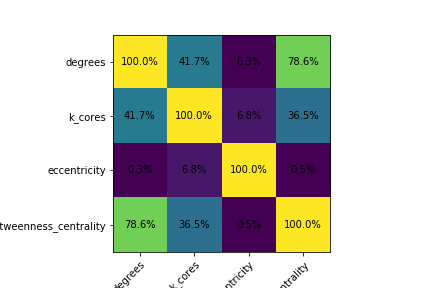 degrees 100.0% 41.7% 0.3% 78.6%
k_cores 41.7% 100.0% 6.8% 36.5%
eccentricity 0.3% 6.8% 100.0% 0.5%
tweenness_centrality 78.6% 36.5% 0.5% 100.0%
degrees k_cores ntricity ntrality